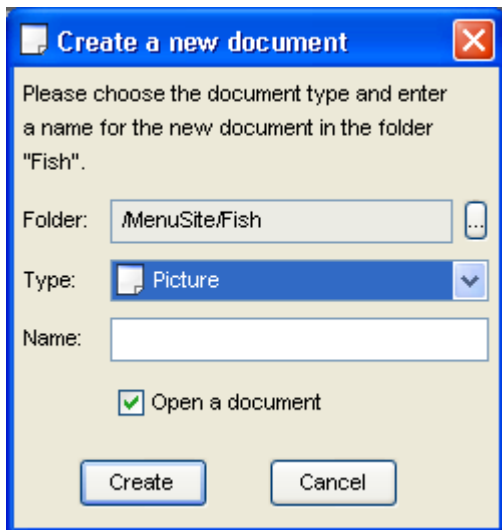 Create a new document
Please choose the document type and enter
a name for the new document in the folder
"Fish".
Folder: /MenuSite/Fish ...
Type: Picture
Name:
Open a document
Create Cancel